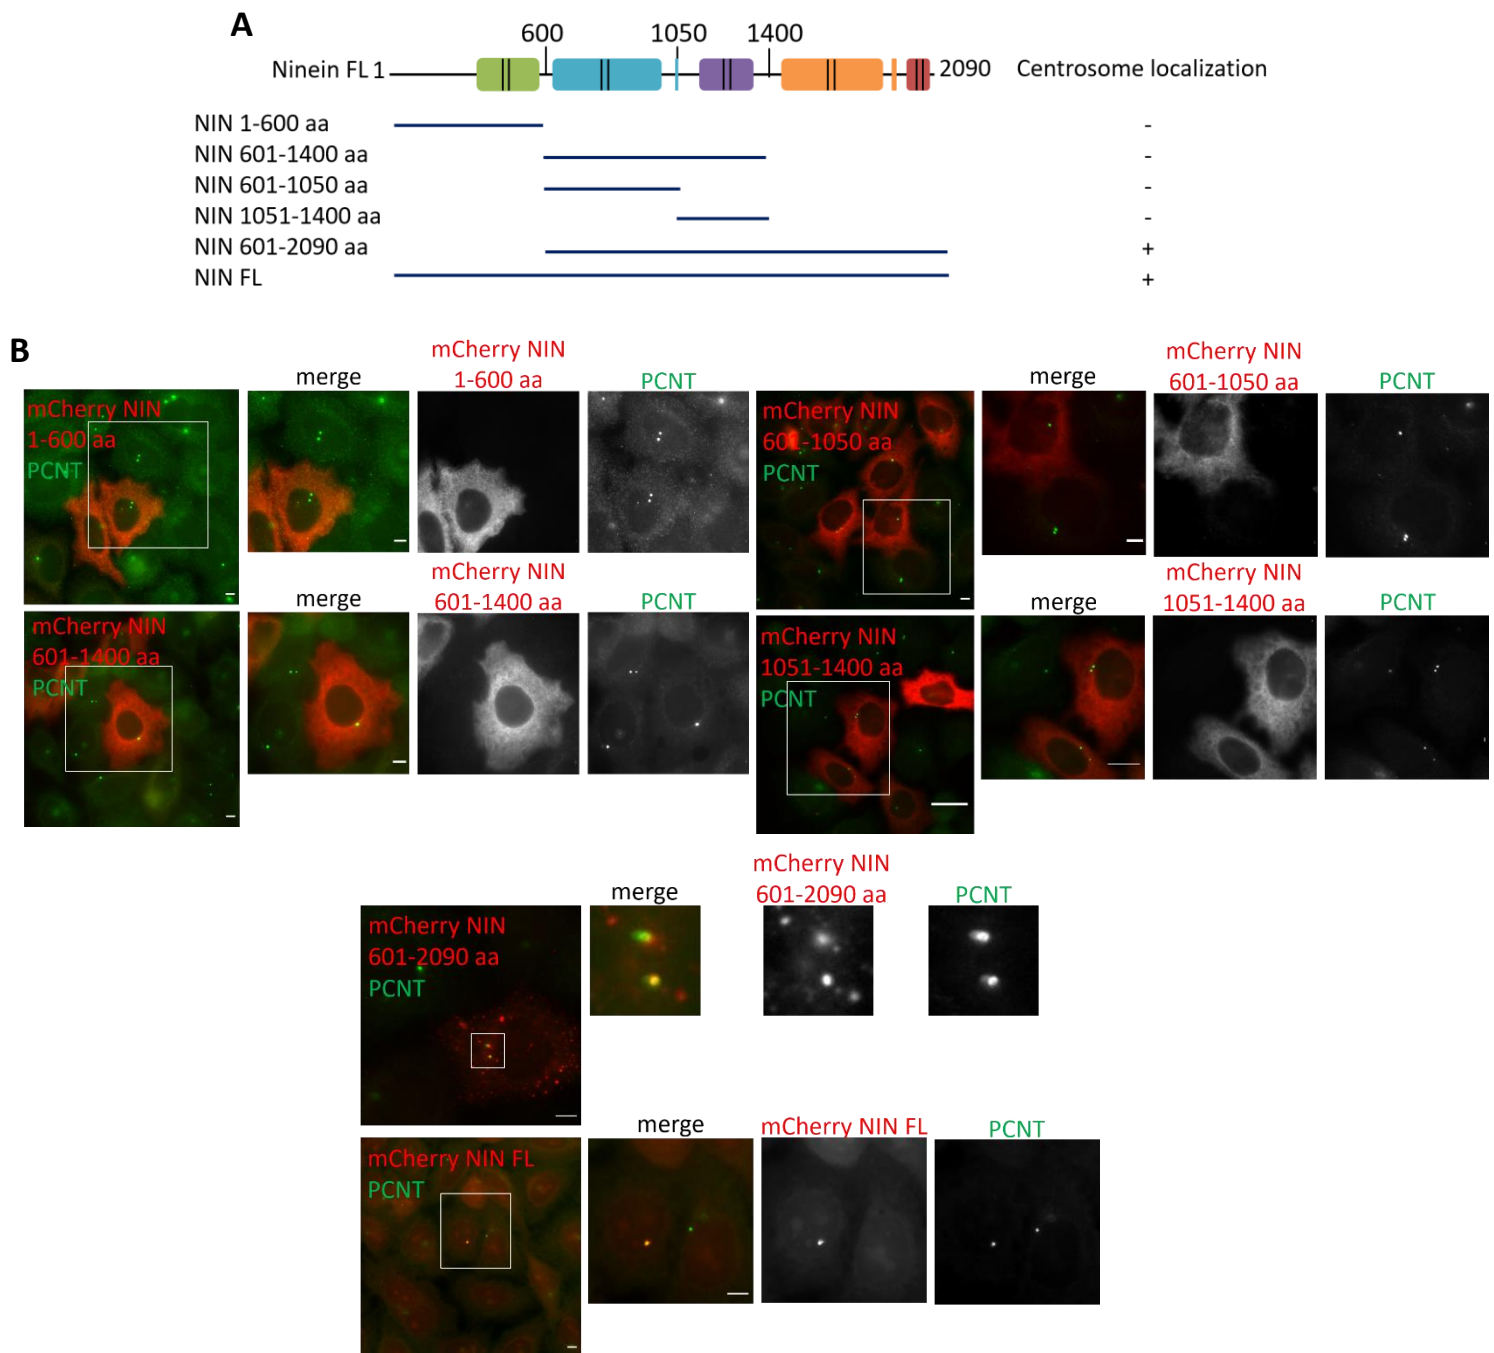 A
600 1050 1400
Ninein FL 1 2090 Centrosome localization
NIN 1-600 aa -
NIN 601-1400 aa -
NIN 601-1050 aa -
NIN 1051-1400 aa -
NIN 601-2090 aa +
NIN FL +
B
mCherry NIN
1-600 aa
PCNT
merge
mCherry NIN
1-600 aa
PCNT
mCherry NIN
601-1050 aa
PCNT
merge
mCherry NIN
601-1050 aa
PCNT
mCherry NIN
601-1400 aa
PCNT
merge
mCherry NIN
601-1400 aa
PCNT
mCherry NIN
1051-1400 aa
PCNT
merge
mCherry NIN
1051-1400 aa
PCNT
mCherry NIN
601-2090 aa
PCNT
merge
mCherry NIN
601-2090 aa
PCNT
mCherry NIN FL
PCNT
merge
mCherry NIN FL
PCNT